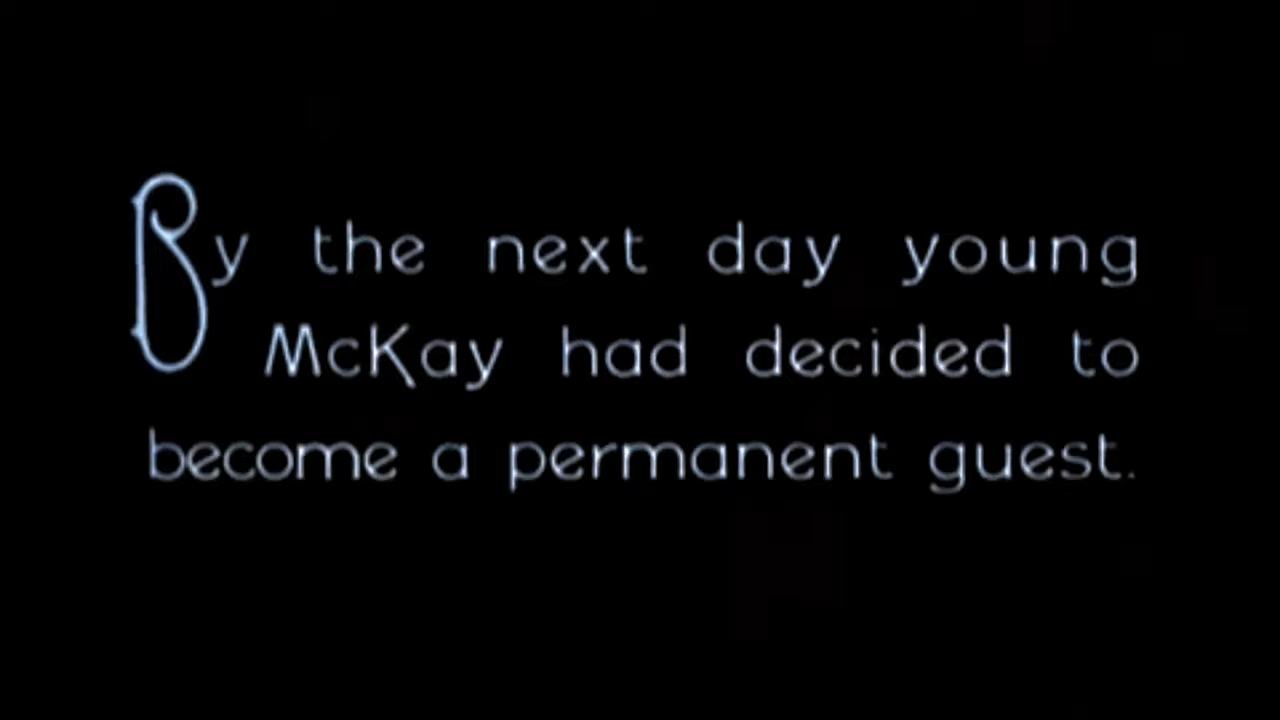 By the next day young
McKay had decided to
become a permanent guest.